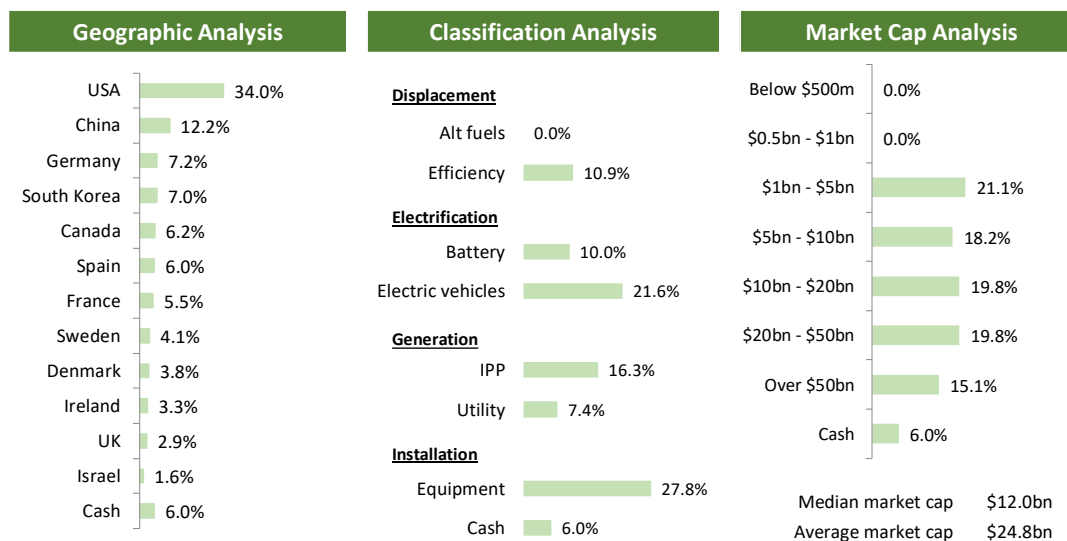 Geographic Analysis
USA 34.0%
China 12.2%
Germany 7.2%
South Korea 7.0%
Canada 6.2%
Spain 6.0%
France 5.5%
Sweden 4.1%
Denmark 3.8%
Ireland 3.3%
UK 2.9%
Israel 1.6%
Cash 6.0%
Classification Analysis
Displacement
Alt fuels 0.0%
Efficiency 10.9%
Electrification
Battery 10.0%
Electric vehicles 21.6%
Generation
IPP 16.3%
Utility 7.4%
Installation
Equipment 27.8%
Cash 6.0%
Market Cap Analysis
Below $500m 0.0%
$0.5bn - $1bn 0.0%
$1bn - $5bn 21.1%
$5bn - $10bn 18.2%
$10bn - $20bn 19.8%
$20bn - $50bn 19.8%
Over $50bn 15.1%
Cash 6.0%
Median market cap $12.0bn
Average market cap $24.8bn